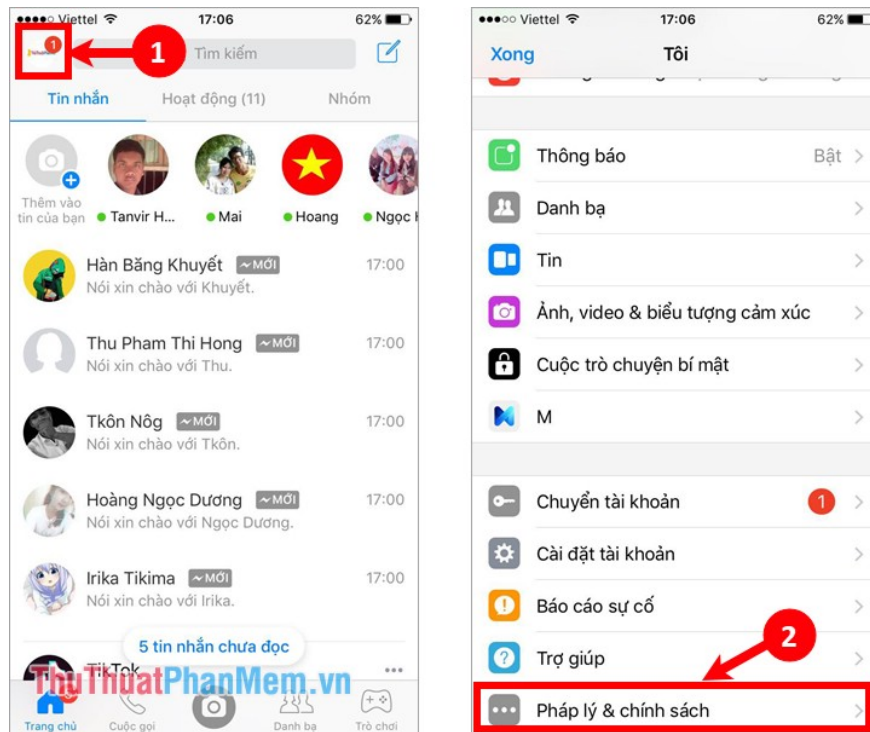 Viettel 17:06 62%
1
1
Tìm kiếm
Tin nhắn Hoạt động (11) Nhóm
Thêm vào
tin của bạn
Tanvir H... Mai Hoang Ngọc
Hàn Băng Khuyết MỚI 17:00
Nói xin chào với Khuyết.
Thu Pham Thi Hong MỚI 17:00
Nói xin chào với Thu.
Tkôn Nông MỚI 17:00
Nói xin chào với Tkôn.
Hoàng Ngọc Dương MỚI 17:00
Nói xin chào với Ngọc Dương.
Irika Tikima MỚI 17:00
Nói xin chào với Irika.
5 tin nhắn chưa đọc
TikTok
ThuThuatPhanMem.vn
Trang chủ Cuộc gọi Danh bạ Trò chơi
Viettel 17:06 62%
Xong Tôi
Thông báo Bật
Danh bạ
Tin
Ảnh, video & biểu tượng cảm xúc
Cuộc trò chuyện bí mật
M
Chuyển tài khoản 1
Cài đặt tài khoản
Báo cáo sự cố
2
Trợ giúp
Pháp lý & chính sách